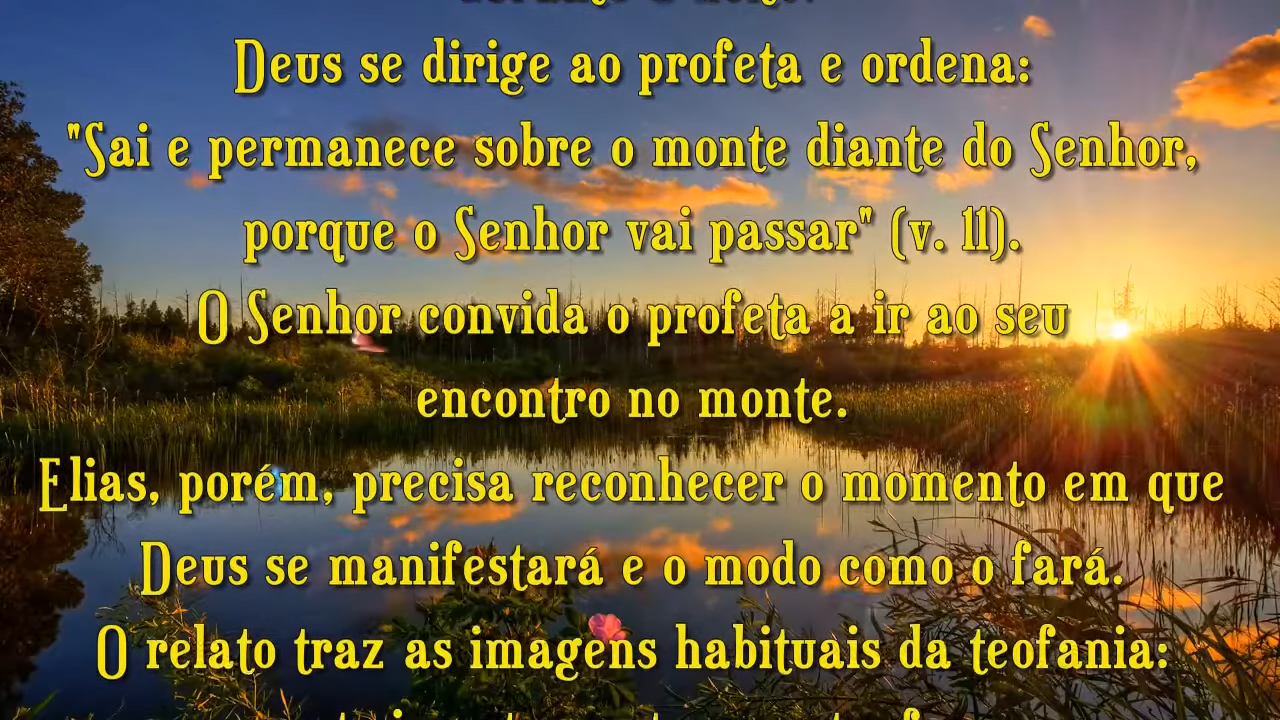 Deus se dirige ao profeta e ordena:
"Sai e permanece sobre o monte diante do Senhor,
porque o Senhor vai passar" (v. 11).
O Senhor convida o profeta a ir ao seu
encontro no monte.
Elias, porém, precisa reconhecer o momento em que
Deus se manifestará e o modo como o fará.
O relato traz as imagens habituais da teofania: